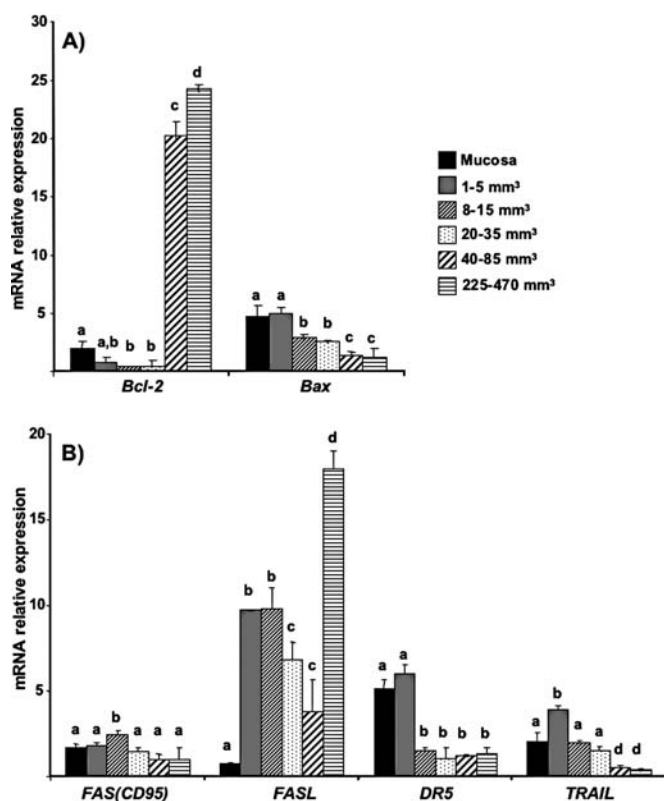 A)
mRNA relative expression
30
25
20
15
10
5
a
a,b
b
b
c
d
a
a
b
b
c
c
Bcl-2
Bax
Mucosa
1-5 mm³
8-15 mm³
20-35 mm³
40-85 mm³
225-470 mm³
B)
mRNA relative expression
20
15
10
5
a
a
b
a
a
a
a
b
b
c
c
d
a
a
b
b
b
b
a
b
a
a
d
d
FAS(CD95)
FASL
DR5
TRAIL